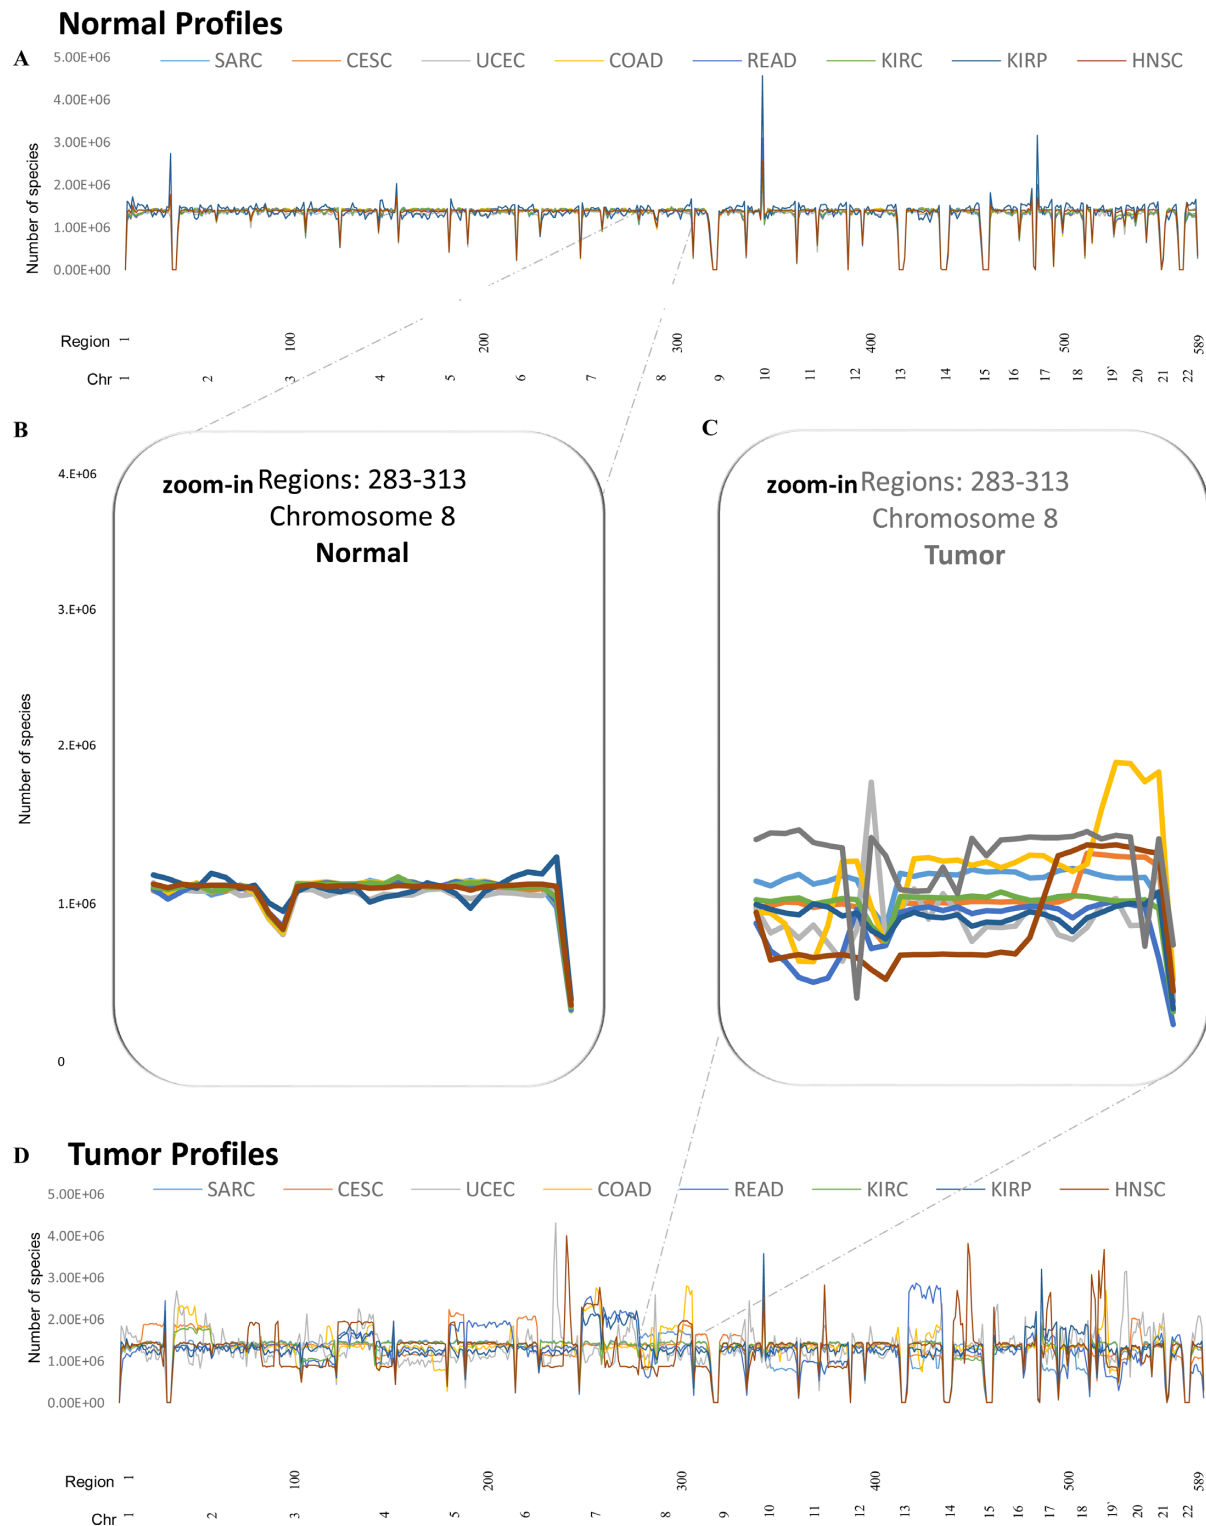 Normal Profiles
A
SARC CESC UCEC COAD READ KIRC KIRP HNSC
5.00E+06
4.00E+06
3.00E+06
2.00E+06
1.00E+06
0.00E+00
Number of species
Region 1 100 200 300 400 500 589
Chr 1 2 3 4 5 6 7 8 9 10 11 12 13 14 15 16 17 18 19` 20 21 22
B
zoom-in Regions: 283-313
Chromosome 8
Normal
4.E+06
3.E+06
2.E+06
1.E+06
0
Number of species
C
zoom-in Regions: 283-313
Chromosome 8
Tumor
D
Tumor Profiles
SARC CESC UCEC COAD READ KIRC KIRP HNSC
5.00E+06
4.00E+06
3.00E+06
2.00E+06
1.00E+06
0.00E+00
Number of species
Region 1 100 200 300 400 500 589
Chr 1 2 3 4 5 6 7 8 9 10 11 12 13 14 15 16 17 18 19` 20 21 22